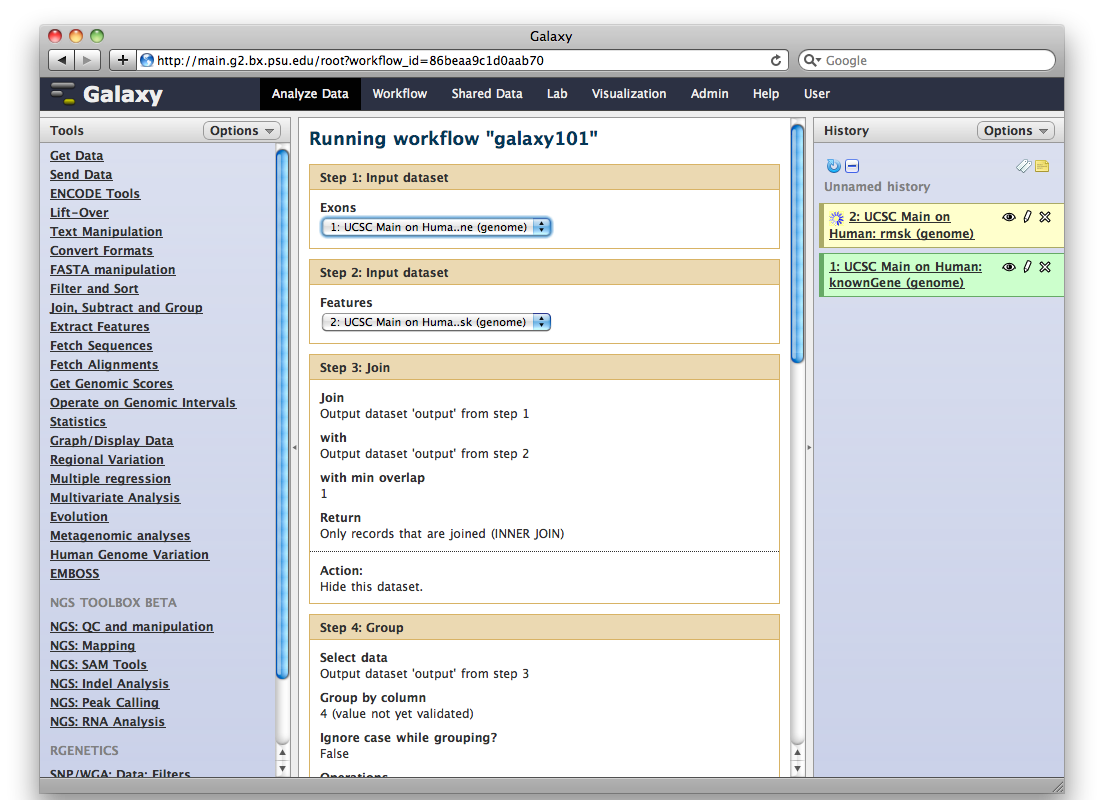 Galaxy
http://main.g2.bx.psu.edu/root?workflow_id=86beaa9c1d0aab70
Google
Galaxy
Analyze Data Workflow Shared Data Lab Visualization Admin Help User
Tools Options
Get Data
Send Data
ENCODE Tools
Lift-Over
Text Manipulation
Convert Formats
FASTA manipulation
Filter and Sort
Join, Subtract and Group
Extract Features
Fetch Sequences
Fetch Alignments
Get Genomic Scores
Operate on Genomic Intervals
Statistics
Graph/Display Data
Regional Variation
Multiple regression
Multivariate Analysis
Evolution
Metagenomic analyses
Human Genome Variation
EMBOSS
NGS TOOLBOX BETA
NGS: QC and manipulation
NGS: Mapping
NGS: SAM Tools
NGS: Indel Analysis
NGS: Peak Calling
NGS: RNA Analysis
RGENETICS
SNP/WGA: Data; Filters
Running workflow "galaxy101"
Step 1: Input dataset
Exons
1: UCSC Main on Huma..ne (genome)
Step 2: Input dataset
Features
2: UCSC Main on Huma..sk (genome)
Step 3: Join
Join
Output dataset 'output' from step 1
with
Output dataset 'output' from step 2
with min overlap
1
Return
Only records that are joined (INNER JOIN)
Action:
Hide this dataset.
Step 4: Group
Select data
Output dataset 'output' from step 3
Group by column
4 (value not yet validated)
Ignore case while grouping?
False
Operations
History Options
Unnamed history
2: UCSC Main on
Human: rmsk (genome)
1: UCSC Main on Human:
knownGene (genome)